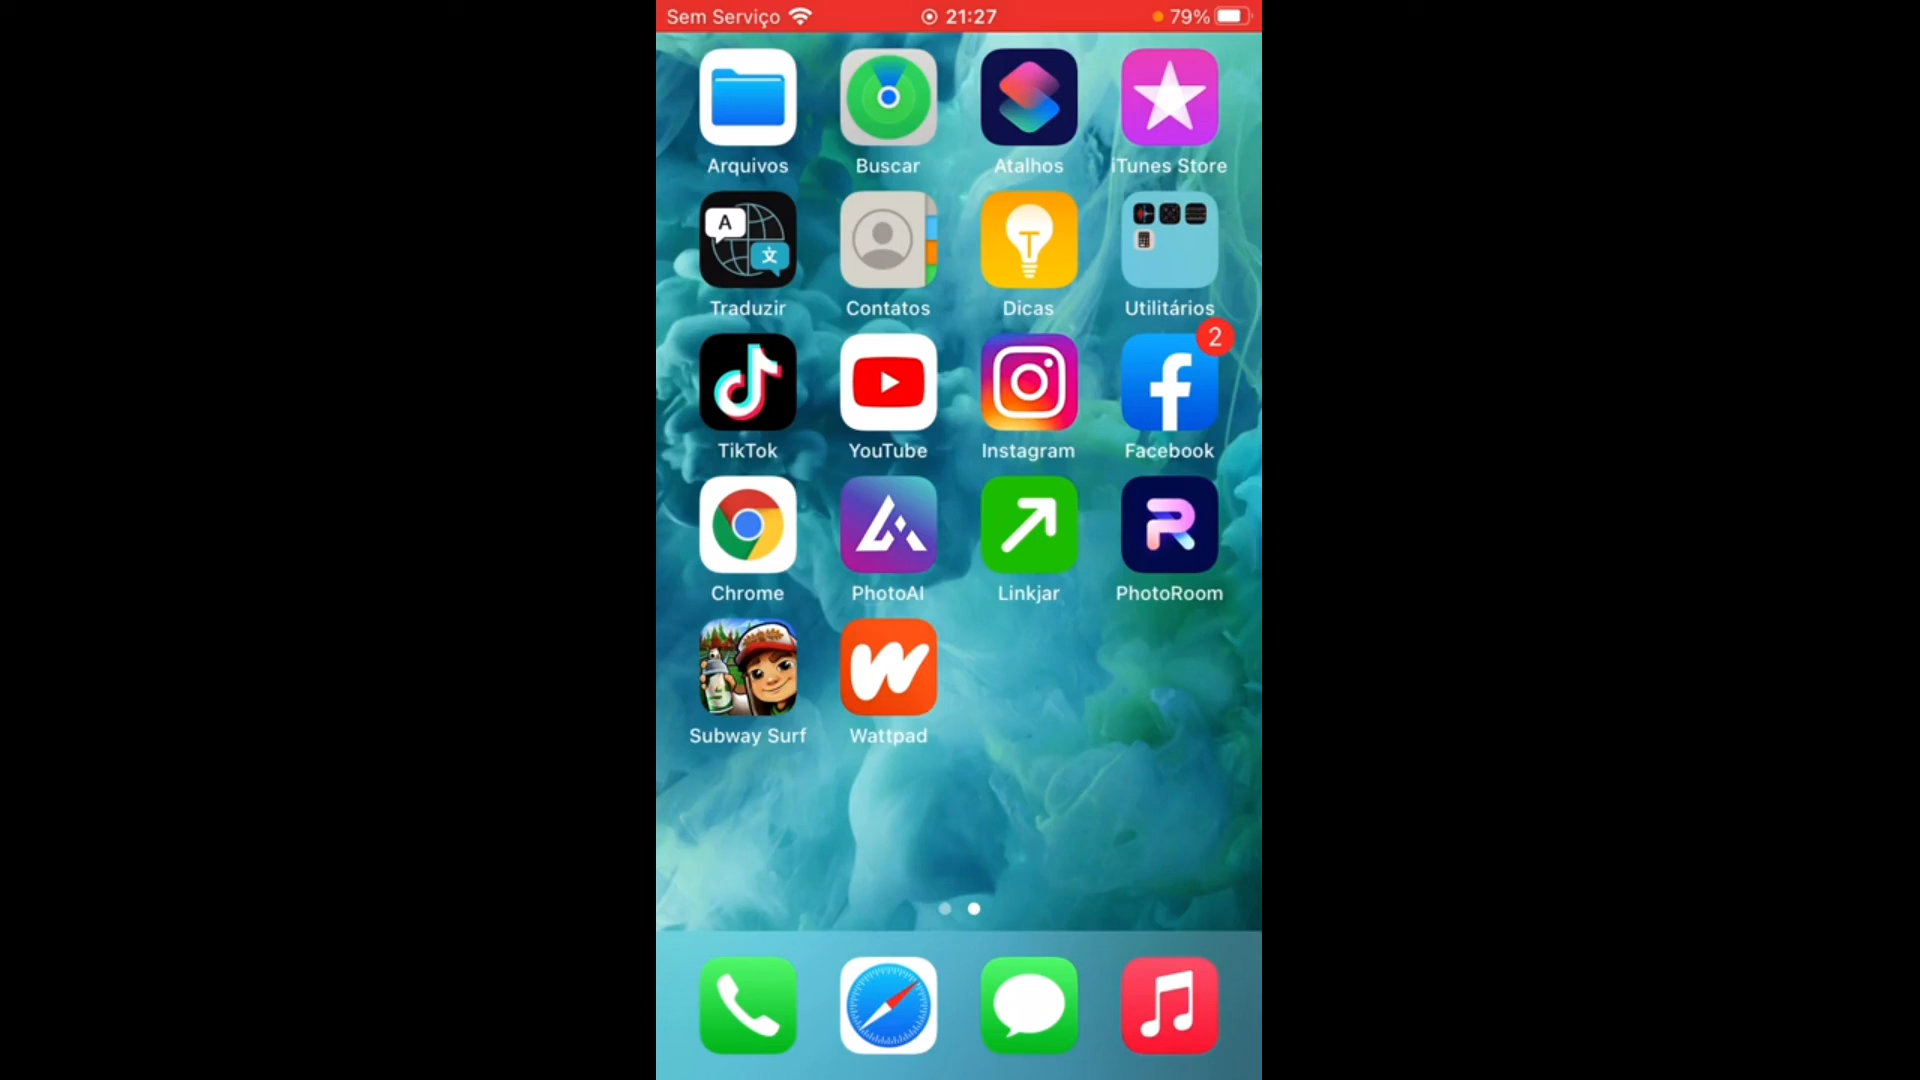 Sem Serviço 21:27 79%
Arquivos Buscar Atalhos iTunes Store
A 文
Traduzir Contatos Dicas Utilitários
2
TikTok YouTube Instagram Facebook
Chrome PhotoAI Linkjar PhotoRoom
Subway Surf Wattpad